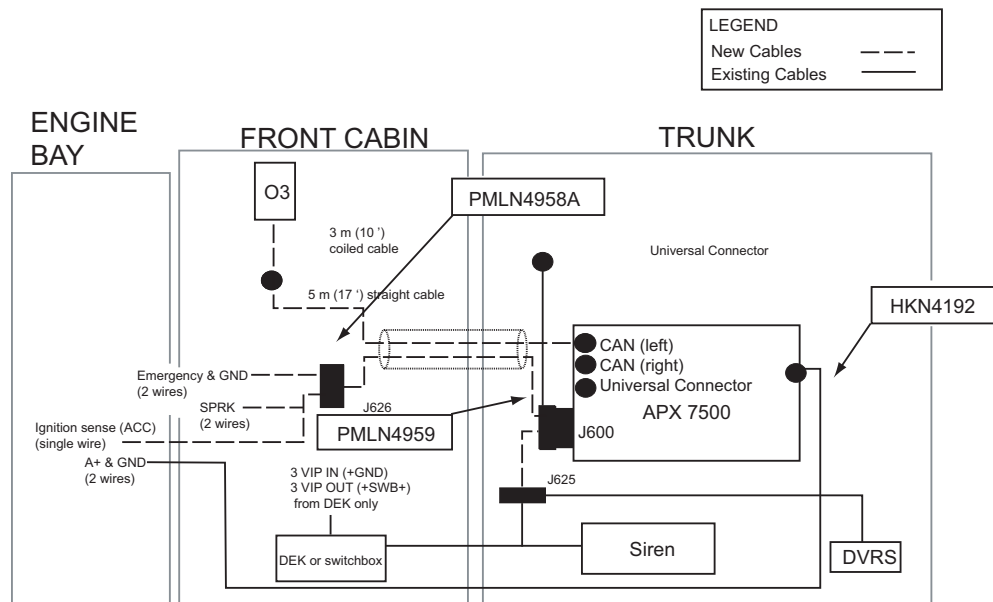 LEGEND
New Cables
Existing Cables
ENGINE
BAY
FRONT CABIN
TRUNK
O3
PMLN4958A
3 m (10 ’)
coiled cable
Universal Connector
5 m (17 ‘) straight cable
HKN4192
CAN (left)
CAN (right)
Universal Connector
APX 7500
Emergency & GND
(2 wires)
SPRK
(2 wires)
J626
Ignition sense (ACC)
(single wire)
PMLN4959
J600
A+ & GND
(2 wires)
3 VIP IN (+GND)
3 VIP OUT (+SWB+)
from DEK only
J625
DEK or switchbox
Siren
DVRS